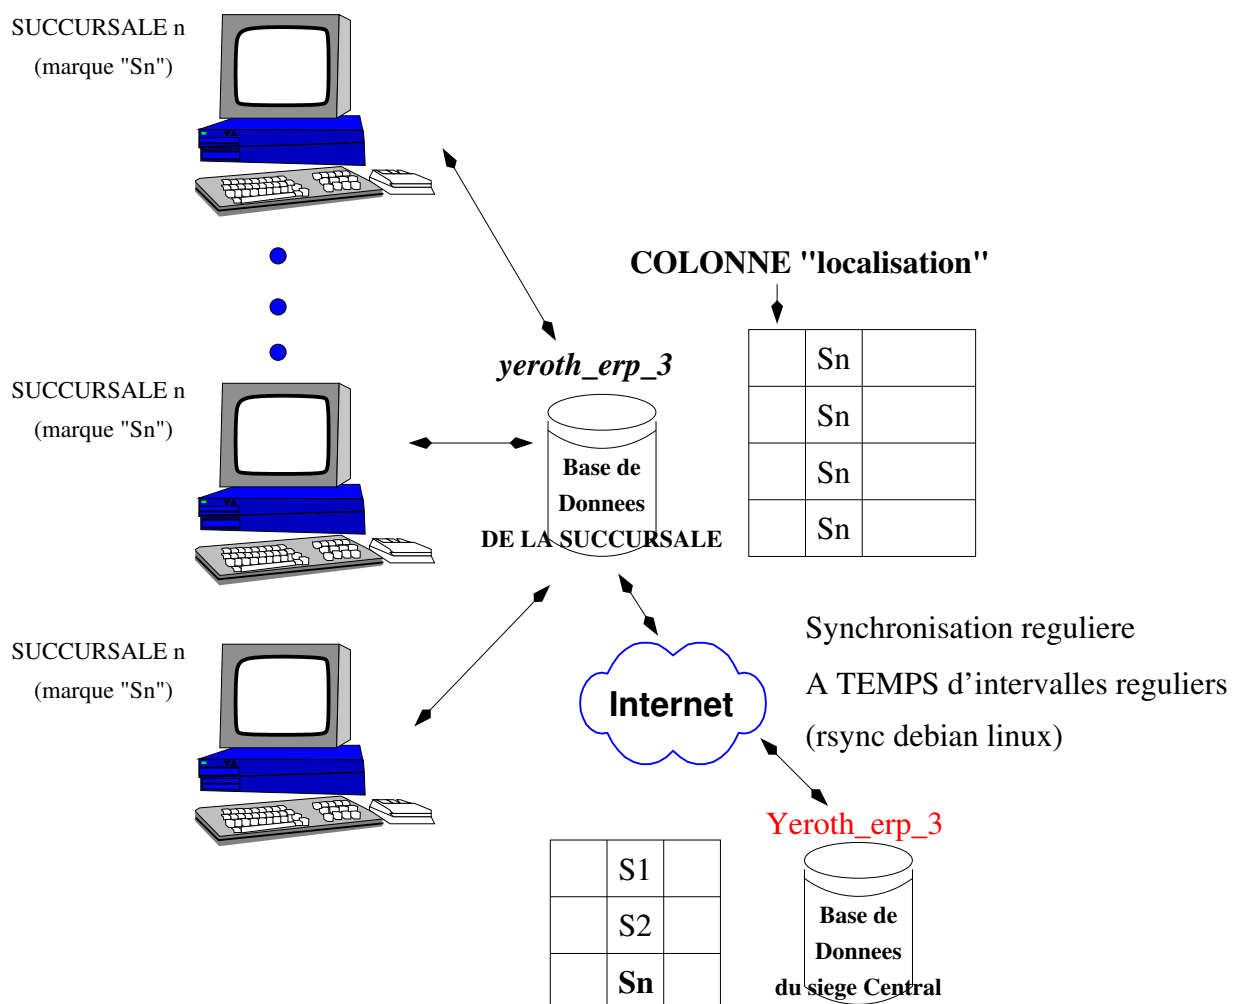 SUCCURSALE n
(marque "Sn")
COLONNE "localisation"
yeroth_erp_3
Sn
Sn
Sn
Sn
SUCCURSALE n
(marque "Sn")
Base de
Donnees
DE LA SUCCURSALE
SUCCURSALE n
(marque "Sn")
Internet
Synchronisation reguliere
A TEMPS d'intervalles reguliers
(rsync debian linux)
Yeroth_erp_3
S1
S2
Sn
Base de
Donnees
du siege Central